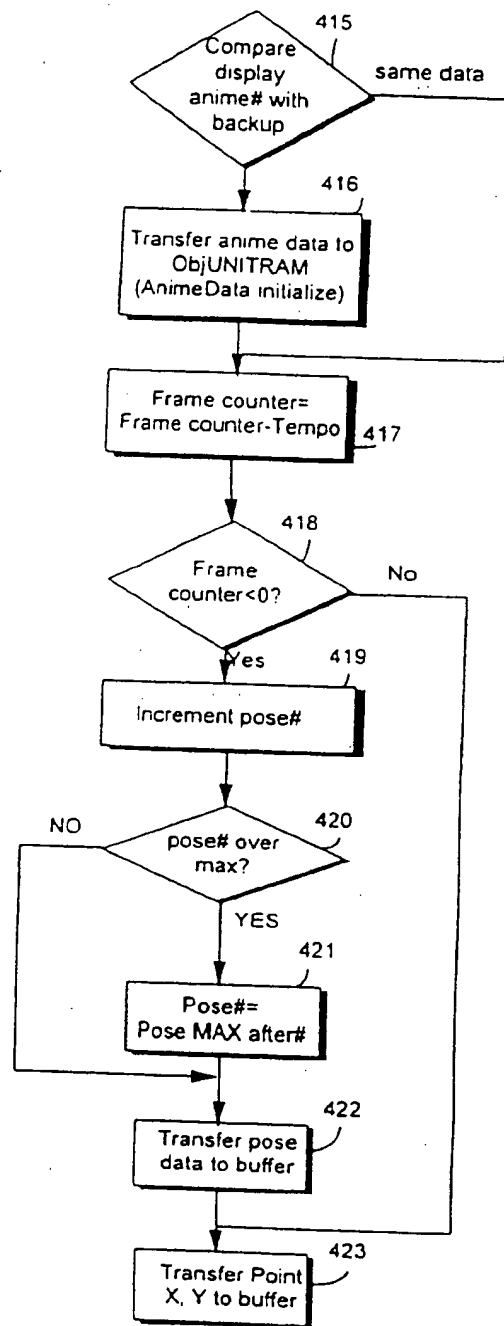 415
Compare
display
anime# with
backup
same data
416
Transfer anime data to
ObjUNITRAM
(AnimeData initialize)
Frame counter=
Frame counter-Tempo
417
418
Frame
counter<0?
No
Yes
419
Increment pose#
420
NO
pose# over
max?
YES
421
Pose#=
Pose MAX after#
422
Transfer pose
data to buffer
423
Transfer Point
X, Y to buffer